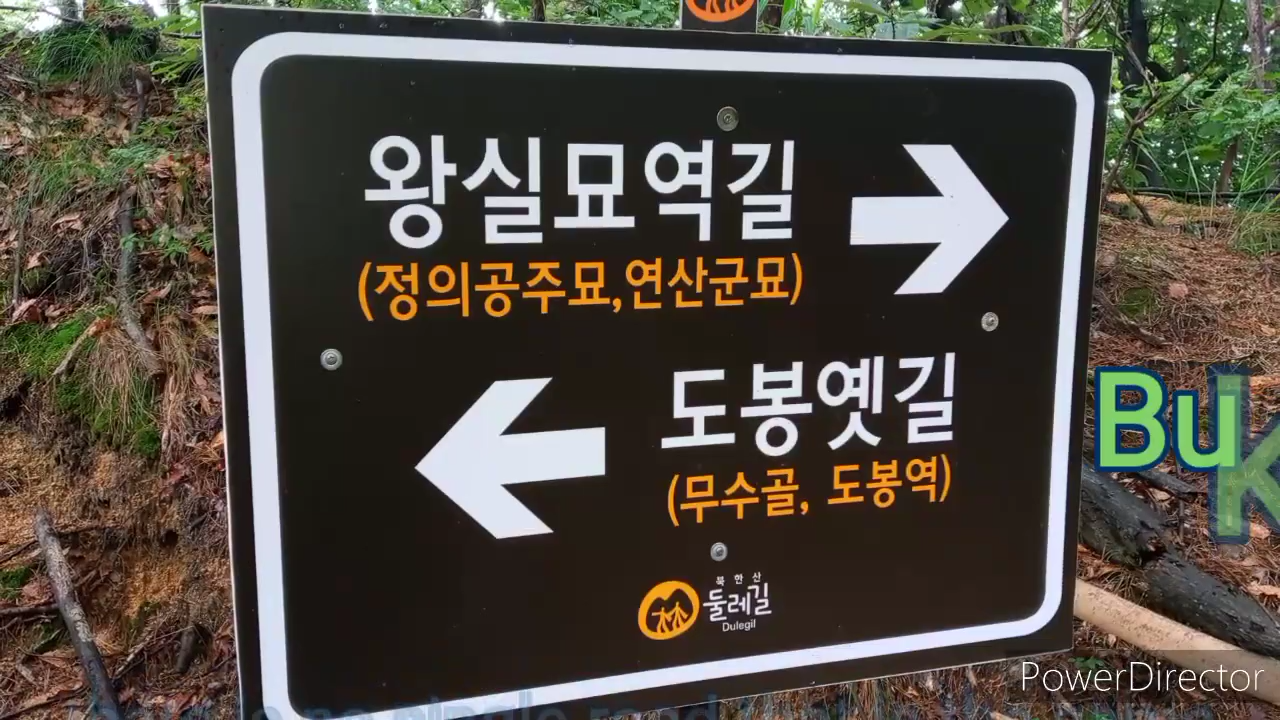 왕실묘역길
(정의공주묘,연산군묘)
도봉옛길
(무수골, 도봉역)
북한산
둘레길
Dulegil
Buk
PowerDirector